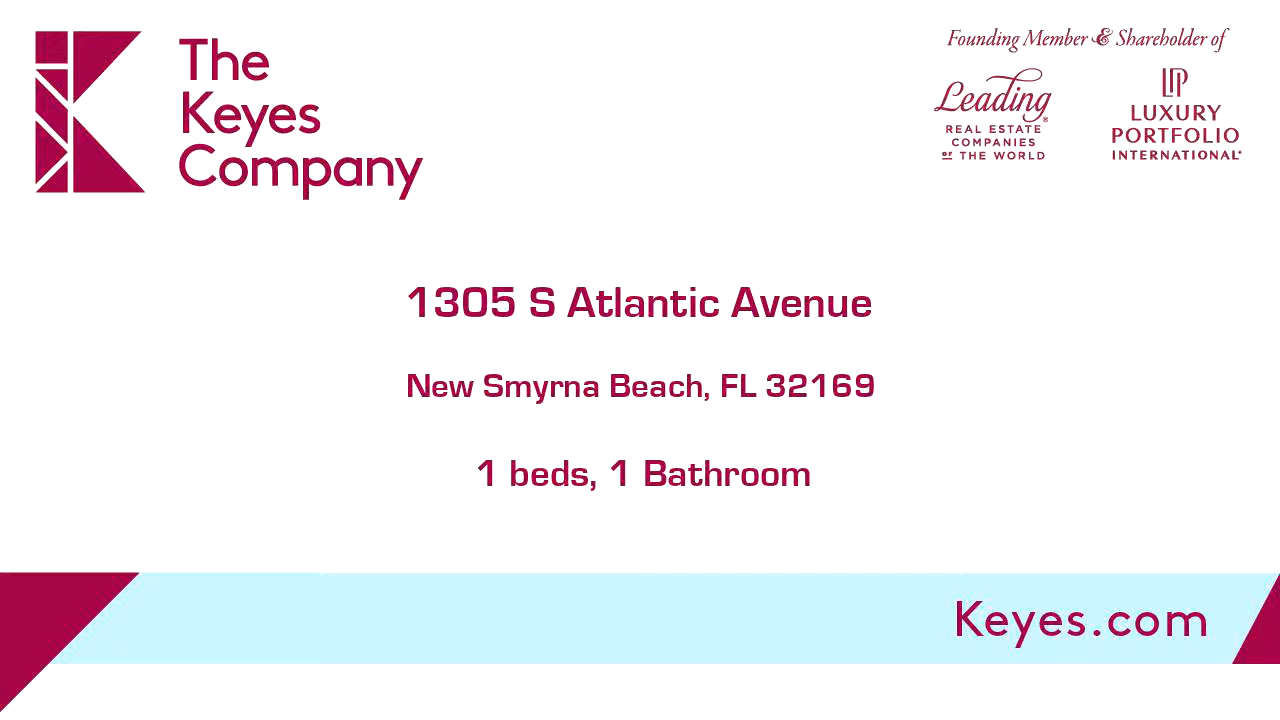 The
Keyes
Company
Founding Member & Shareholder of
Leading®
REAL ESTATE
COMPANIES
OF THE WORLD
LUXURY
PORTFOLIO
INTERNATIONAL
1305 S Atlantic Avenue
New Smyrna Beach, FL 32169
1 beds, 1 Bathroom
Keyes.com